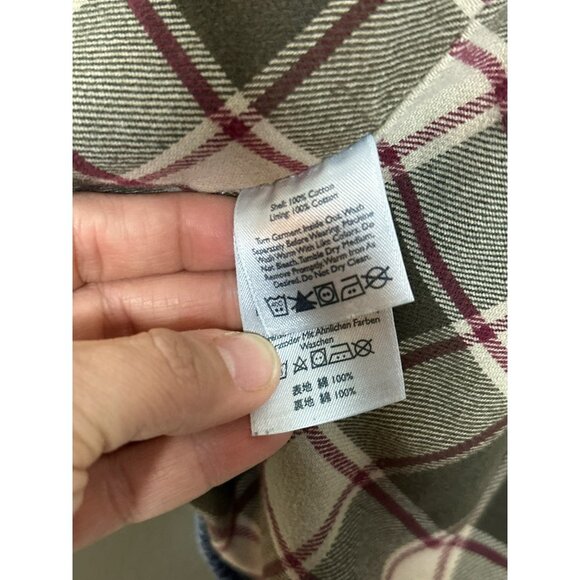 Shell: 100% Cotton
Lining: 100% Cotton
Turn Garment Inside Out. Wash
Separately Before Wearing. Machine
Wash Warm With Like Colors. Do
Not Bleach. Tumble Dry Medium.
Remove Promptly. Warm Iron As
Desired. Do Not Dry Clean.
Mit Ähnlichen Farben
Waschen
表地 綿 100%
裏地 綿 100%